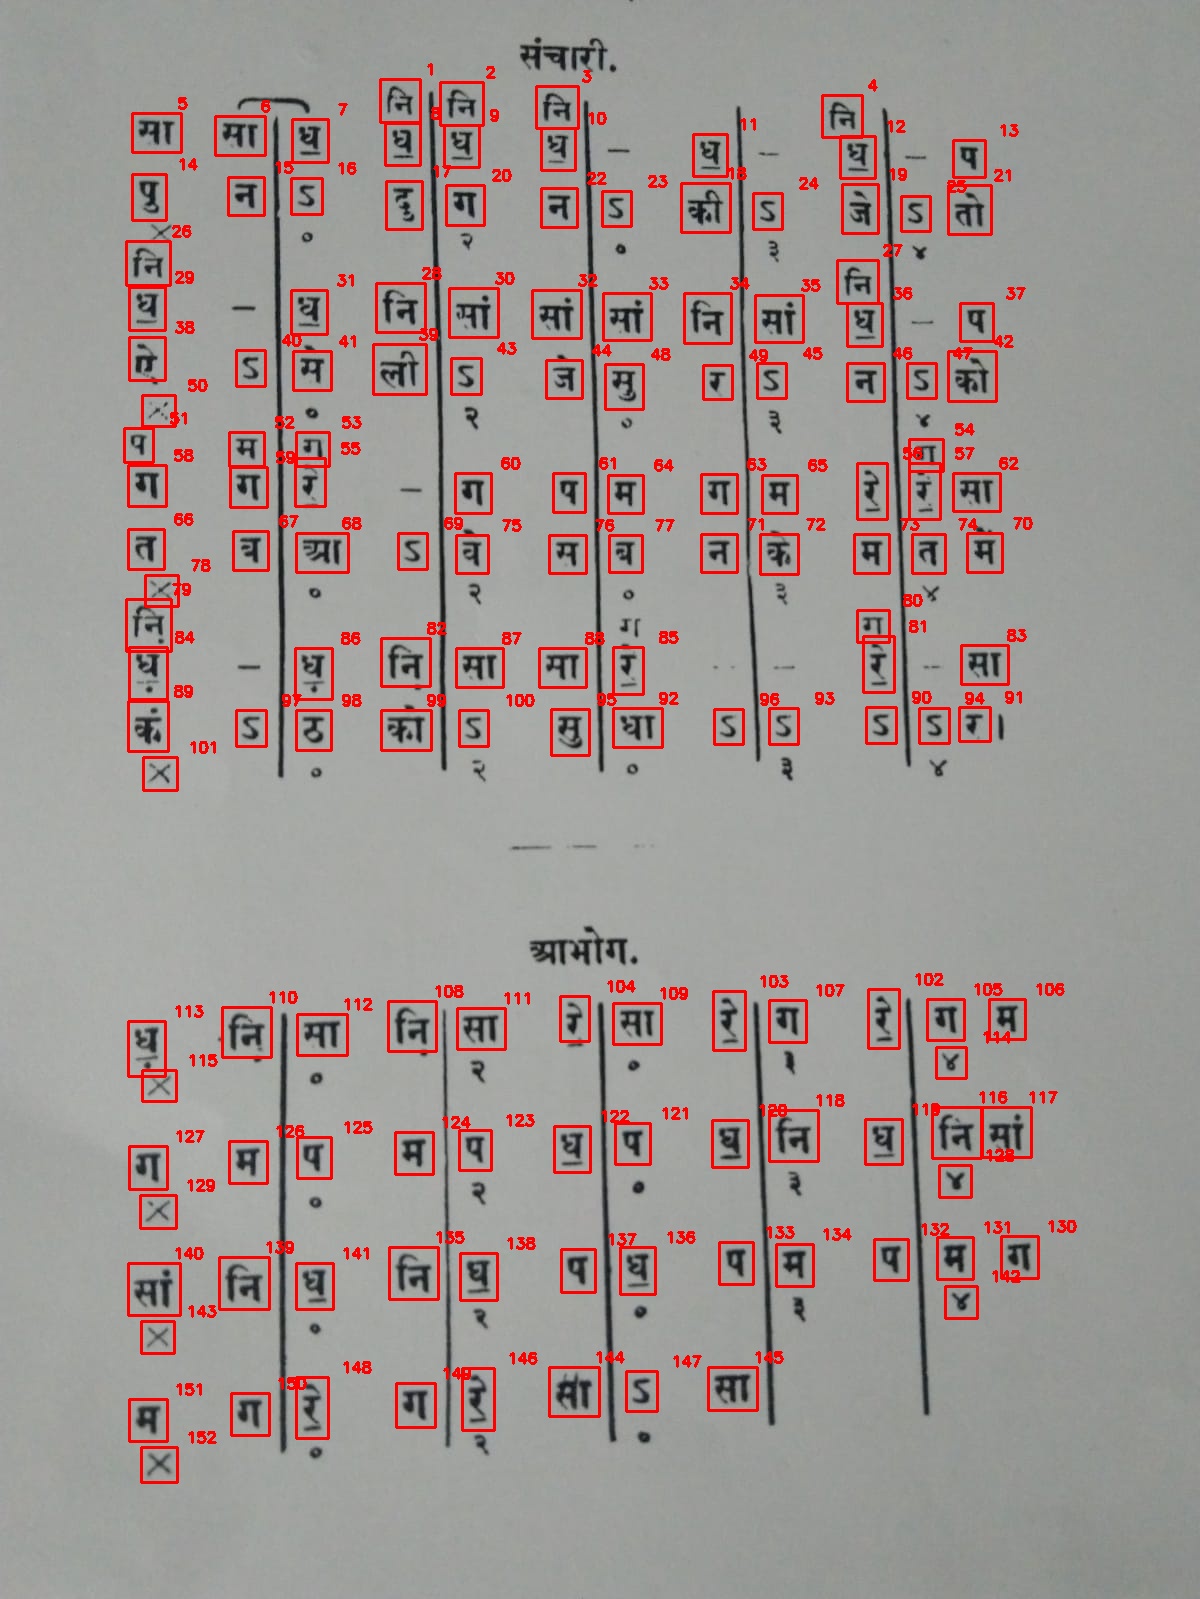 संचारी.
नि नि नि नि
सा सा ध॒ ध॒ ध॒ ध॒ – ध॒ – ध॒ – प
पु न ऽ दु ग न ऽ की ऽ जे ऽ तो
× ० २ ० ३ ४
नि नि
ध॒ – ध॒ नि सां सां सां नि सां ध॒ – प
ऽ से ली ऽ जे सु र ऽ न ऽ को
× ० २ ० ३ ४
प म ग ग
ग ग रे॒ – ग प म ग म रे॒ रे॒ सा
त ब आ ऽ वे स ब न के म त में
× ० २ ० ३ ४
नि़ ग ग
ध़॒ – ध़॒ नि़ सा सा रे॒ – – रे॒ – सा
कं ऽ ठ को ऽ सु धा ऽ ऽ ऽ ऽ र।
× ० २ ० ३ ४
आभोग.
ध़॒ नि़ सा नि़ सा रे॒ सा रे॒ ग रे॒ ग म
× ० २ ० ३ ४
ग म प म प ध॒ प ध॒ नि ध॒ नि सां
× ० २ ० ३ ४
सां नि ध॒ नि ध॒ प ध॒ प म प म ग
× ० २ ० ३ ४
म ग रे॒ ग रे॒ सा ऽ सा
× ० २ ०